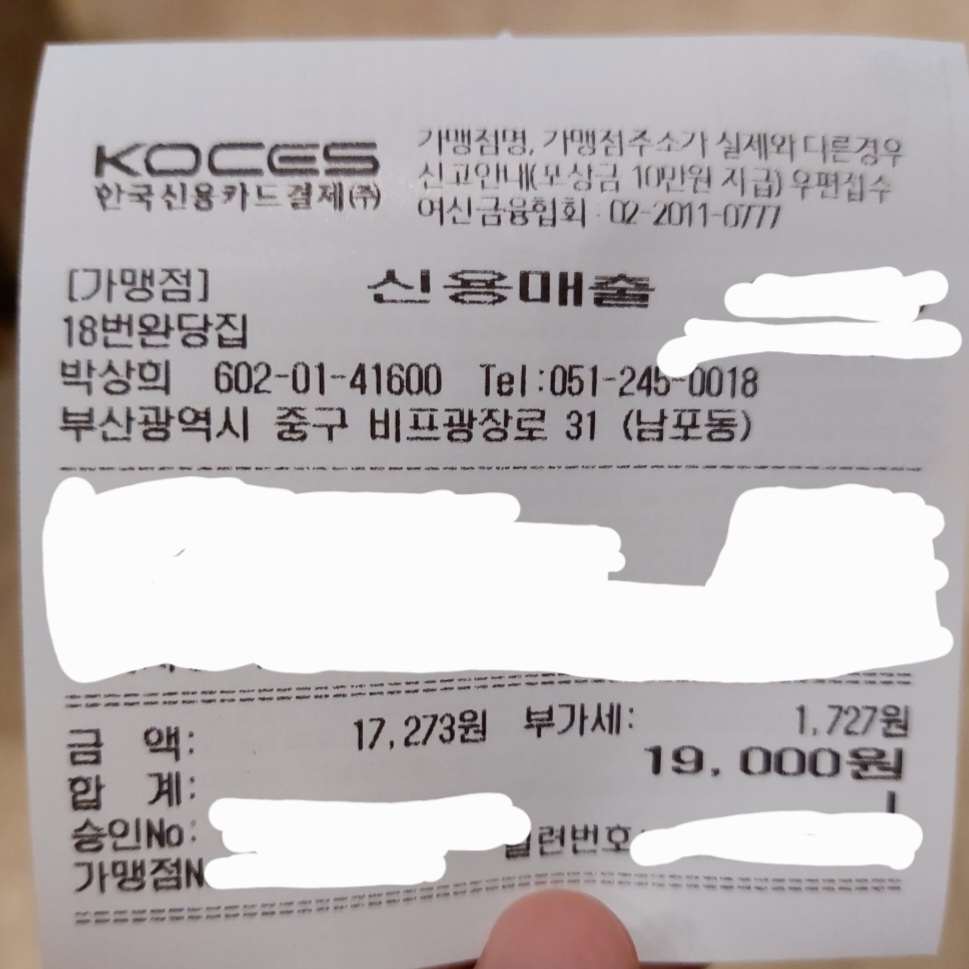 KOCES
한국신용카드결제(주)
가맹점명, 가맹점주소가 실제와 다른경우
신고안내(포상금 10만원 지급) 우편접수
여신금융협회 : 02-2011-0777
[가맹점] 신용매출
18번완당집
박상희 602-01-41600 Tel:051-245-0018
부산광역시 중구 비프광장로 31 (남포동)
금 액: 17,273원 부가세: 1,727원
합 계: 19,000원
승인No:
일련번호:
가맹점N